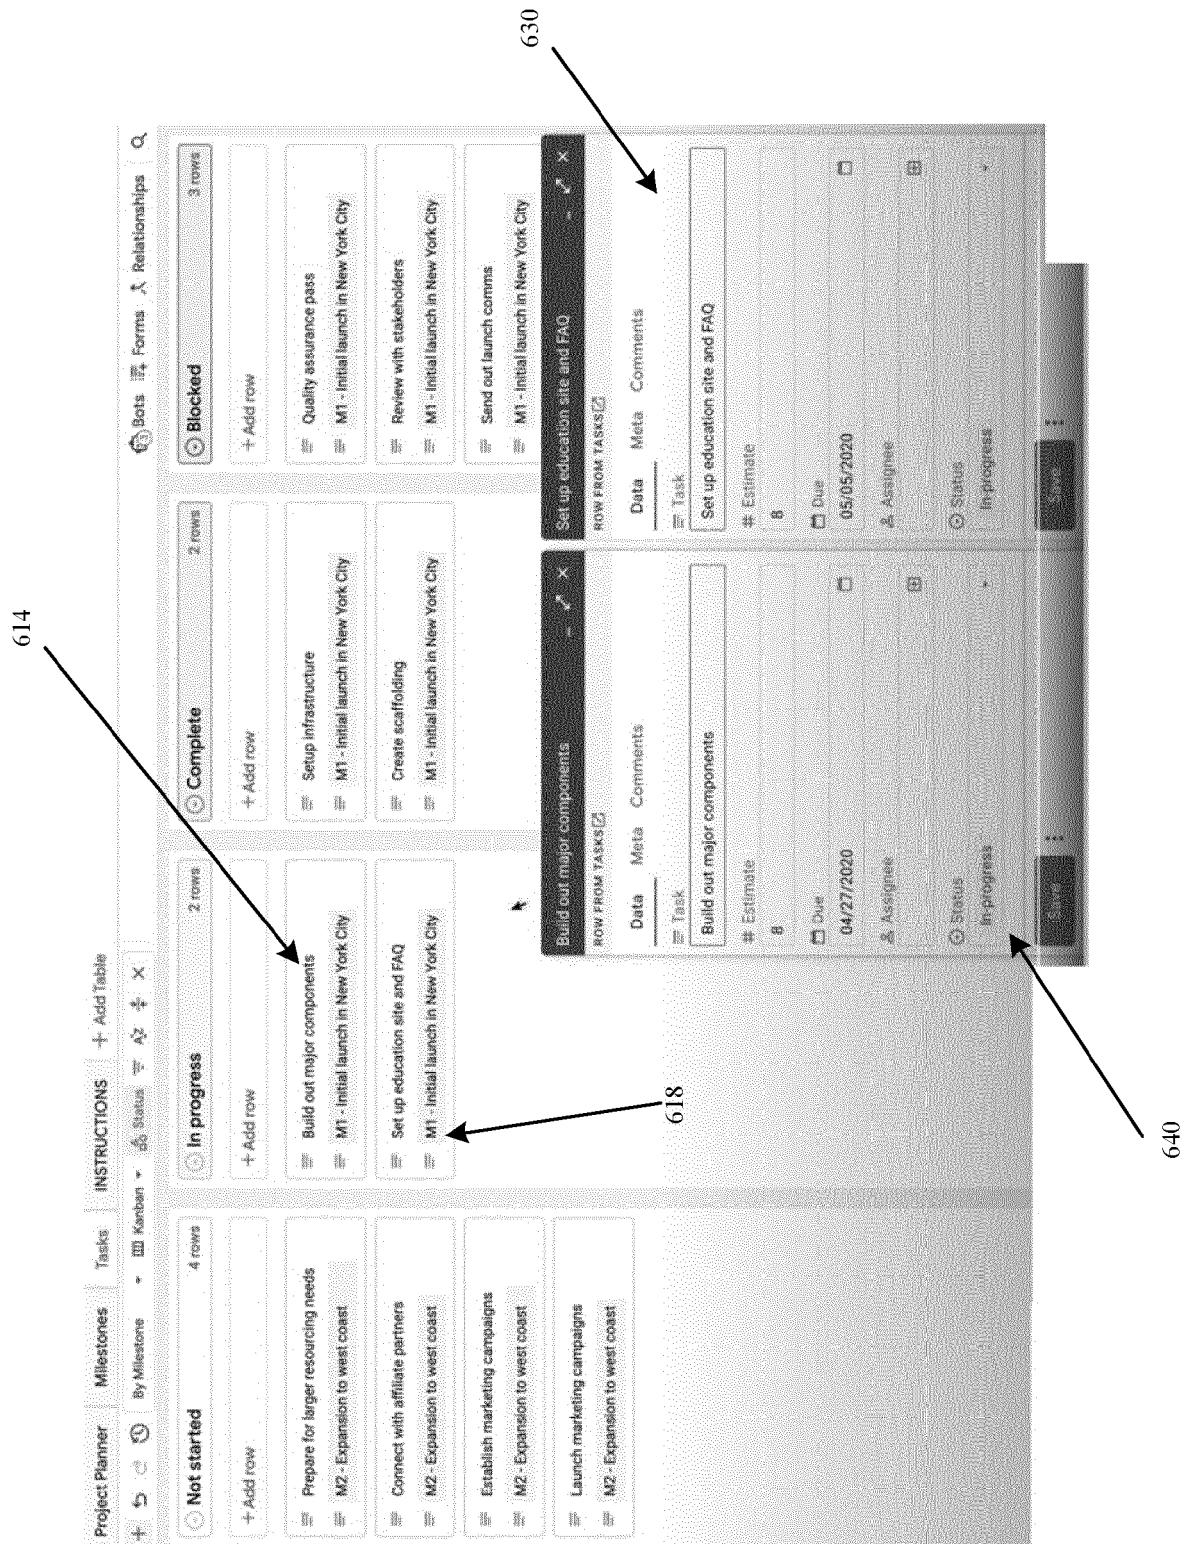 Project Planner Milestones Tasks INSTRUCTIONS + Add Table
By Milestone Kanban Status AZ
3 Bots Forms Relationships
Not started 4 rows
+ Add row
Prepare for larger resourcing needs
M2 - Expansion to west coast
Connect with affiliate partners
M2 - Expansion to west coast
Establish marketing campaigns
M2 - Expansion to west coast
Launch marketing campaigns
M2 - Expansion to west coast
In progress 2 rows
+ Add row
Build out major components
M1 - Initial launch in New York City
Set up education site and FAQ
M1 - Initial launch in New York City
Complete 2 rows
+ Add row
Setup infrastructure
M1 - Initial launch in New York City
Create scaffolding
M1 - Initial launch in New York City
Blocked 3 rows
+ Add row
Quality assurance pass
M1 - Initial launch in New York City
Review with stakeholders
M1 - Initial launch in New York City
Send out launch comms
M1 - Initial launch in New York City
Build out major components
ROW FROM TASKS
Data Meta Comments
Task
Build out major components
# Estimate
8
Due
04/27/2020
Assignee
Status
In progress
Save
Set up education site and FAQ
ROW FROM TASKS
Data Meta Comments
Task
Set up education site and FAQ
# Estimate
8
Due
05/05/2020
Assignee
Status
In progress
Save
614
618
630
640